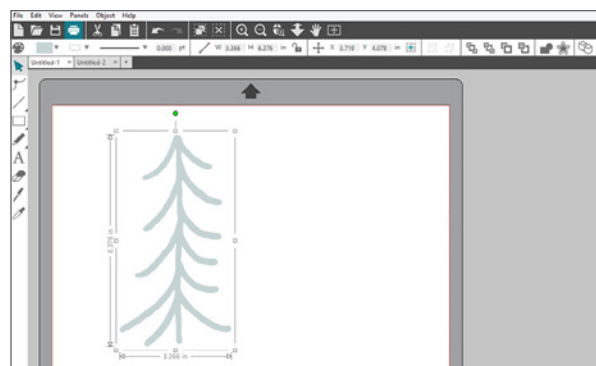 File Edit View Panels Object Help
0.000 pt W 3.366 H 6.376 in X 3.719 Y 4.078 in
Untitled-1 × Untitled-2 × +
A
6.376 in
3.366 in